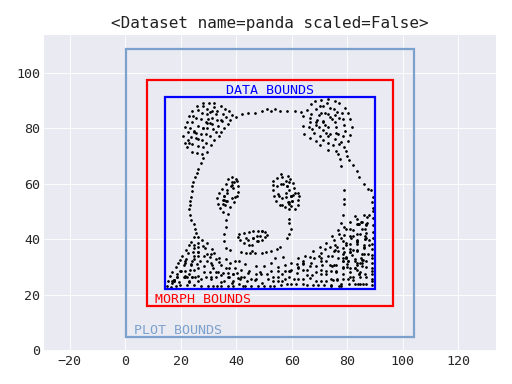 <Dataset name=panda scaled=False>
100
80
60
40
20
0
DATA BOUNDS
MORPH BOUNDS
PLOT BOUNDS
−20 0 20 40 60 80 100 120